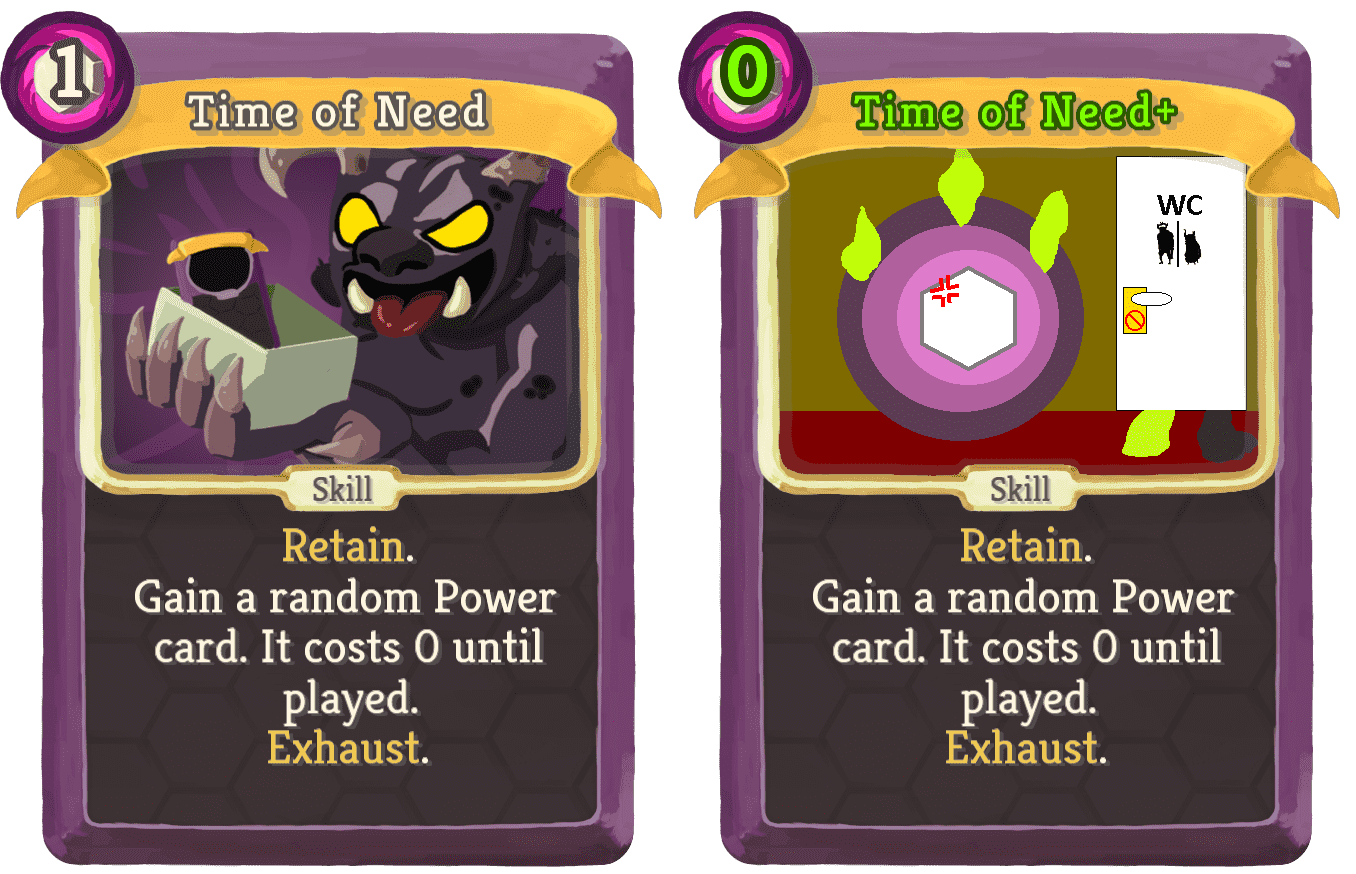 1
Time of Need
Skill
Retain.
Gain a random Power
card. It costs 0 until
played.
Exhaust.
0
Time of Need+
WC
Skill
Retain.
Gain a random Power
card. It costs 0 until
played.
Exhaust.